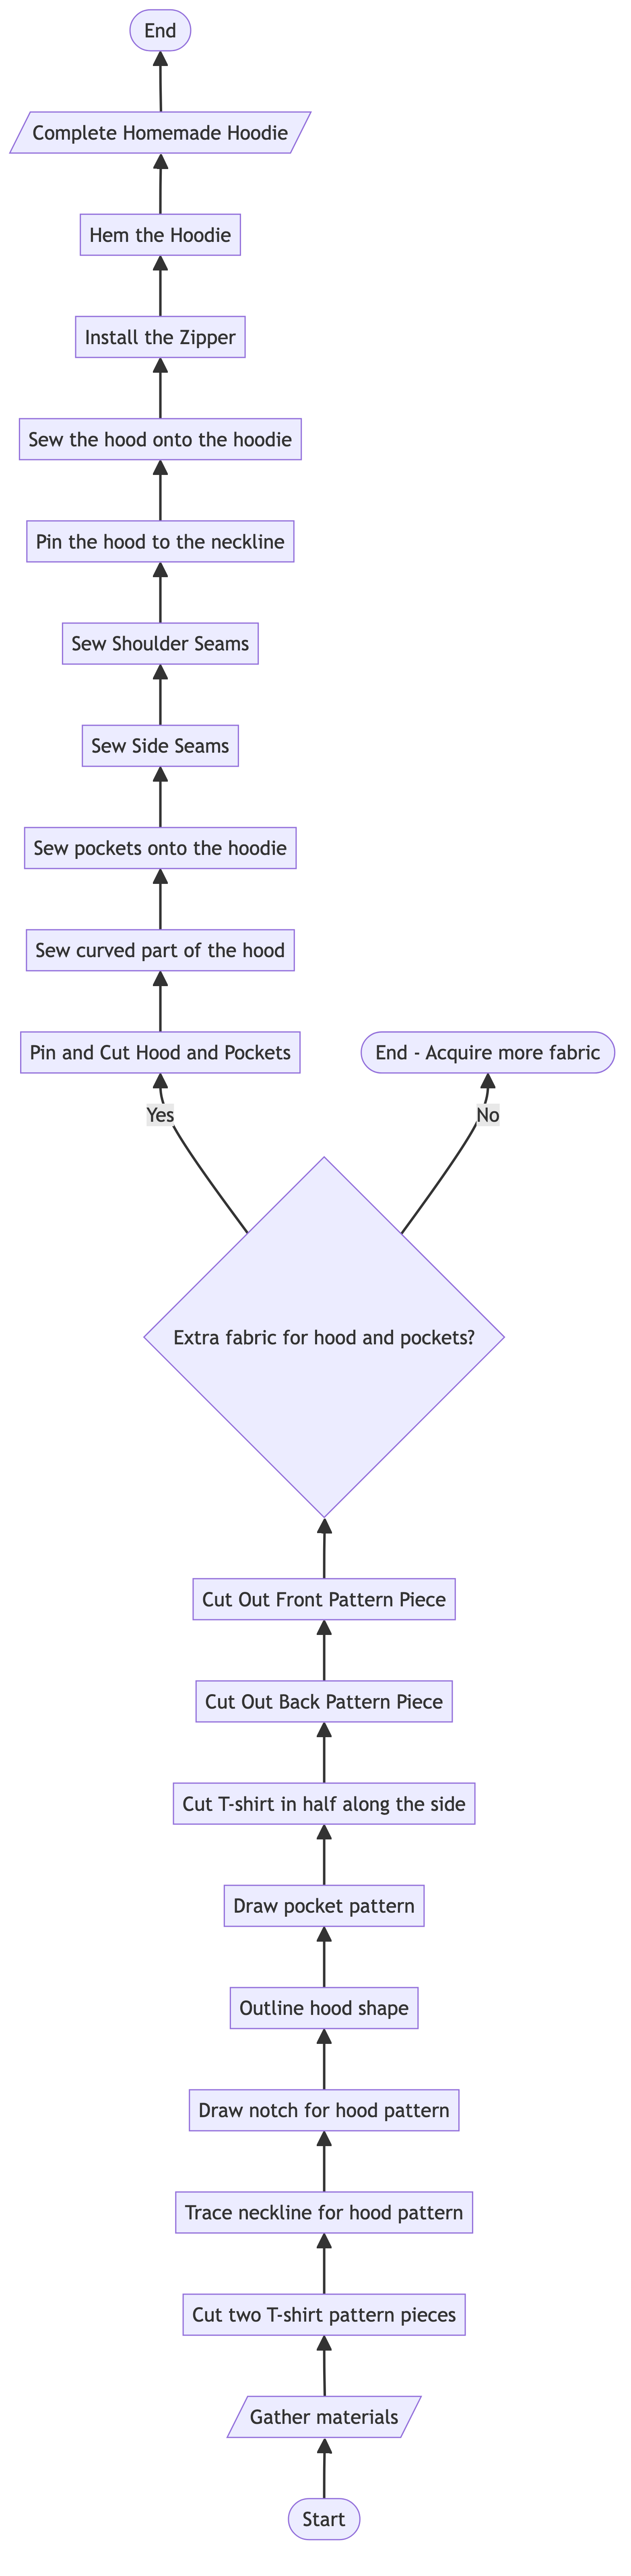 End
Complete Homemade Hoodie
Hem the Hoodie
Install the Zipper
Sew the hood onto the hoodie
Pin the hood to the neckline
Sew Shoulder Seams
Sew Side Seams
Sew pockets onto the hoodie
Sew curved part of the hood
Pin and Cut Hood and Pockets
End - Acquire more fabric
Yes
No
Extra fabric for hood and pockets?
Cut Out Front Pattern Piece
Cut Out Back Pattern Piece
Cut T-shirt in half along the side
Draw pocket pattern
Outline hood shape
Draw notch for hood pattern
Trace neckline for hood pattern
Cut two T-shirt pattern pieces
Gather materials
Start